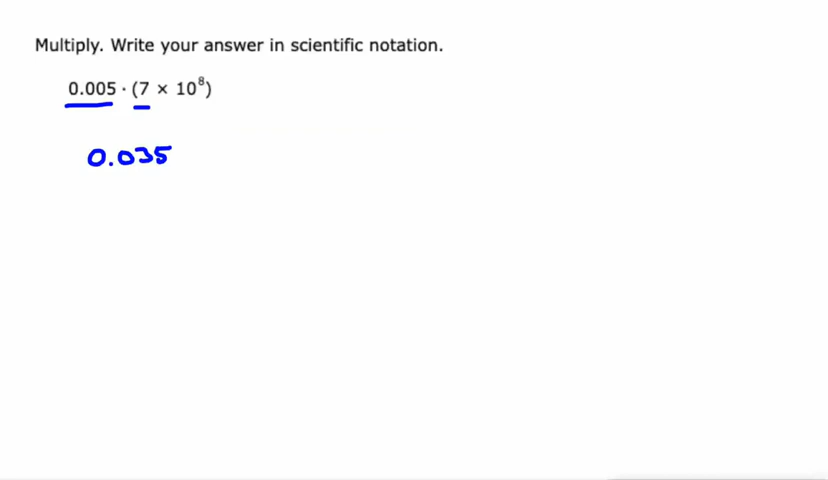 Multiply. Write your answer in scientific notation.
0.005 · (7 × 10⁸)
0.035